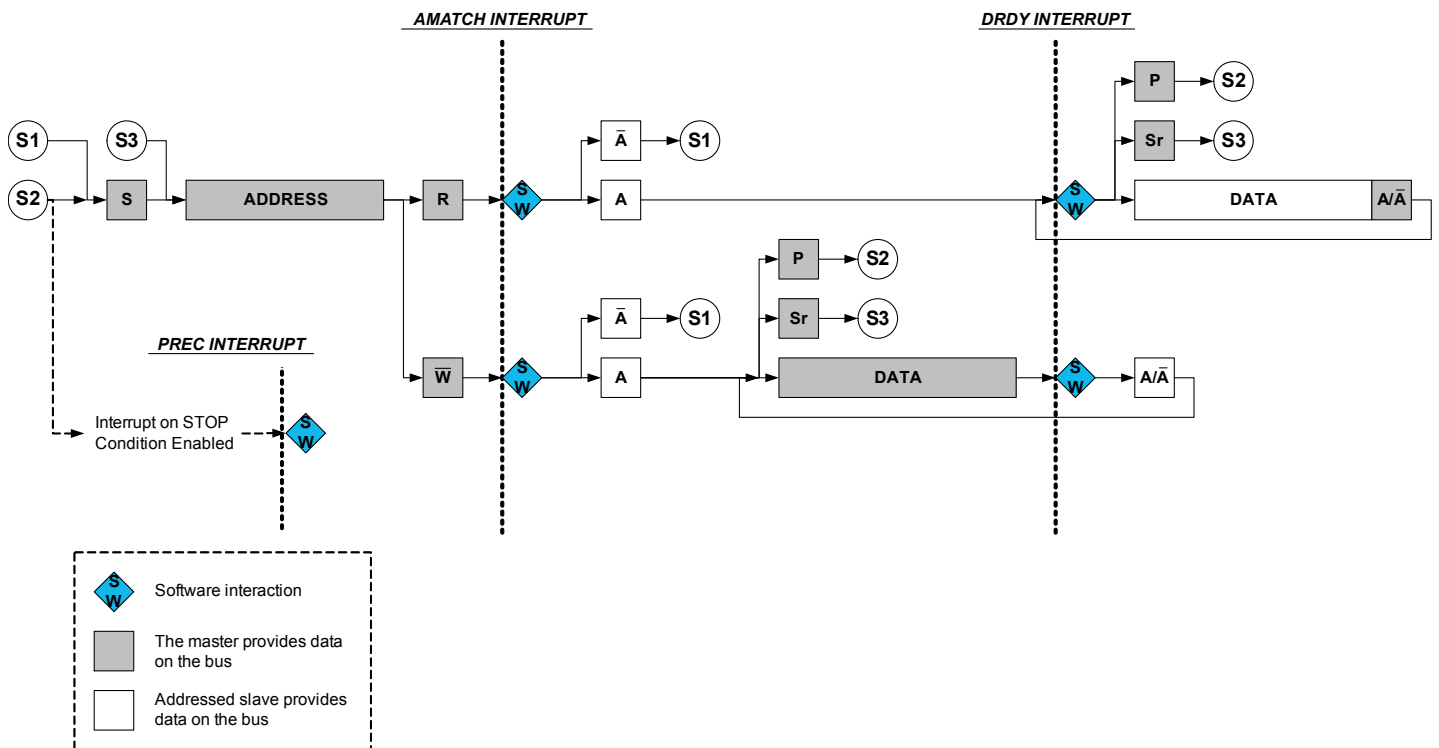 AMATCH INTERRUPT
DRDY INTERRUPT
P
S2
S1
S3
A̅
S1
Sr
S3
S2
S
ADDRESS
R
S
W
A
S
W
DATA
A/A̅
P
S2
A̅
S1
Sr
S3
PREC INTERRUPT
W̅
S
W
A
DATA
S
W
A/A̅
Interrupt on STOP
Condition Enabled
S
W
S
W
Software interaction
The master provides data
on the bus
Addressed slave provides
data on the bus